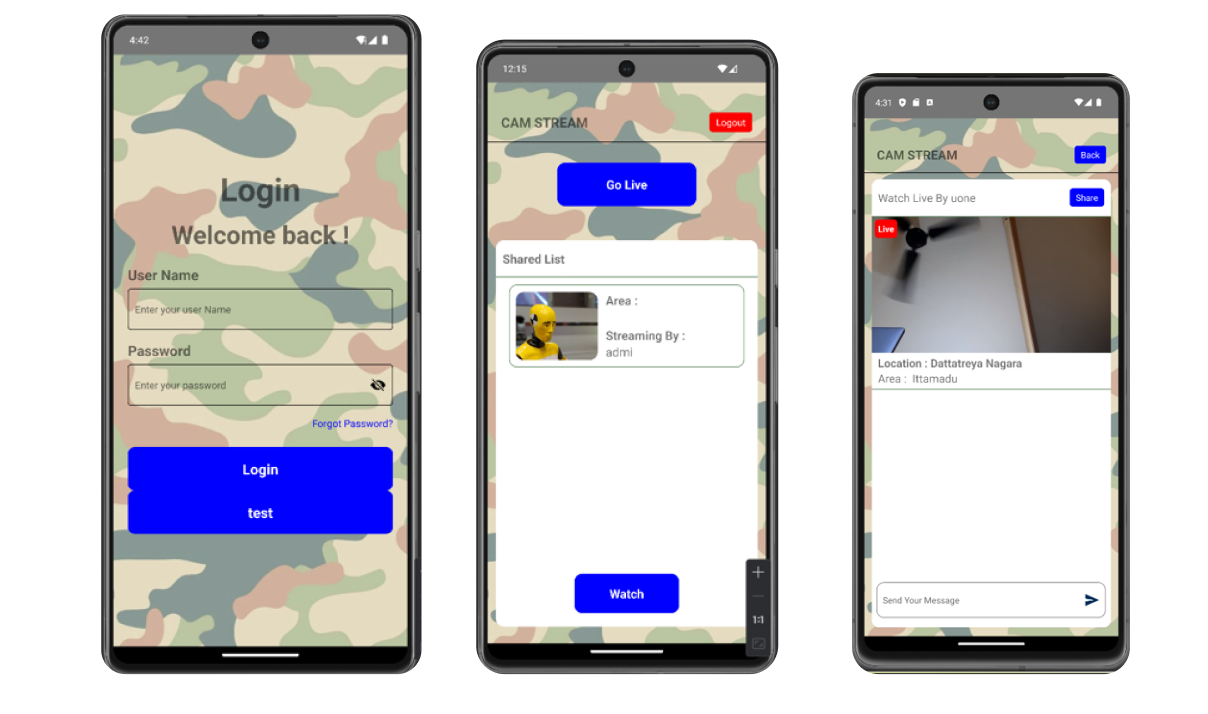 4:42
Login
Welcome back !
User Name
Enter your user Name
Password
Enter your password
Forgot Password?
Login
test
12:15
CAM STREAM
Logout
Go Live
Shared List
Area :
Streaming By :
admi
Watch
1:1
4:31
CAM STREAM
Back
Watch Live By uone
Share
Live
Location : Dattatreya Nagara
Area : Ittamadu
Send Your Message